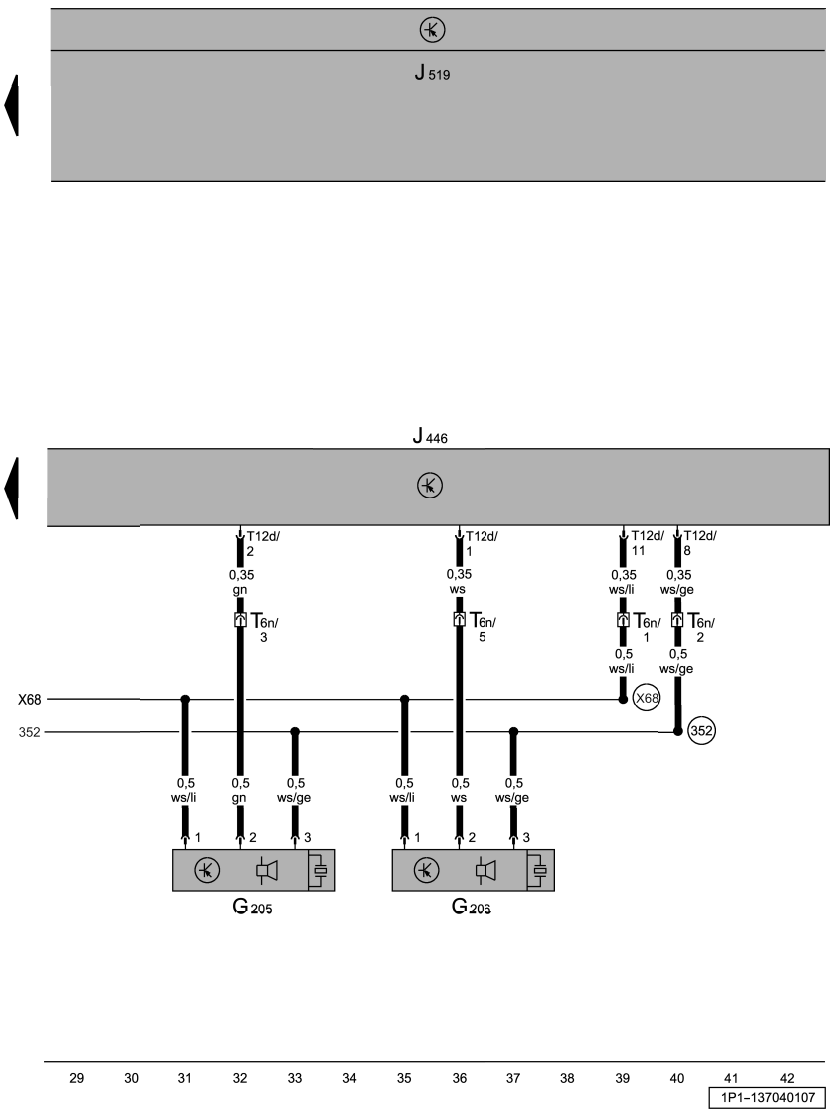 J 519
J 446
T12d/ T12d/ T12d/ T12d/
2 1 11 8
0,35 0,35 0,35 0,35
gn ws ws/li ws/ge
T6n/ T6n/ T6n/ T6n/
3 5 1 2
0,5 0,5
ws/li ws/ge
X68 X68
352 352
0,5 0,5 0,5 0,5 0,5 0,5
ws/li gn ws/ge ws/li ws ws/ge
1 2 3 1 2 3
G 205 G 206
29 30 31 32 33 34 35 36 37 38 39 40 41 42
1P1-137040107